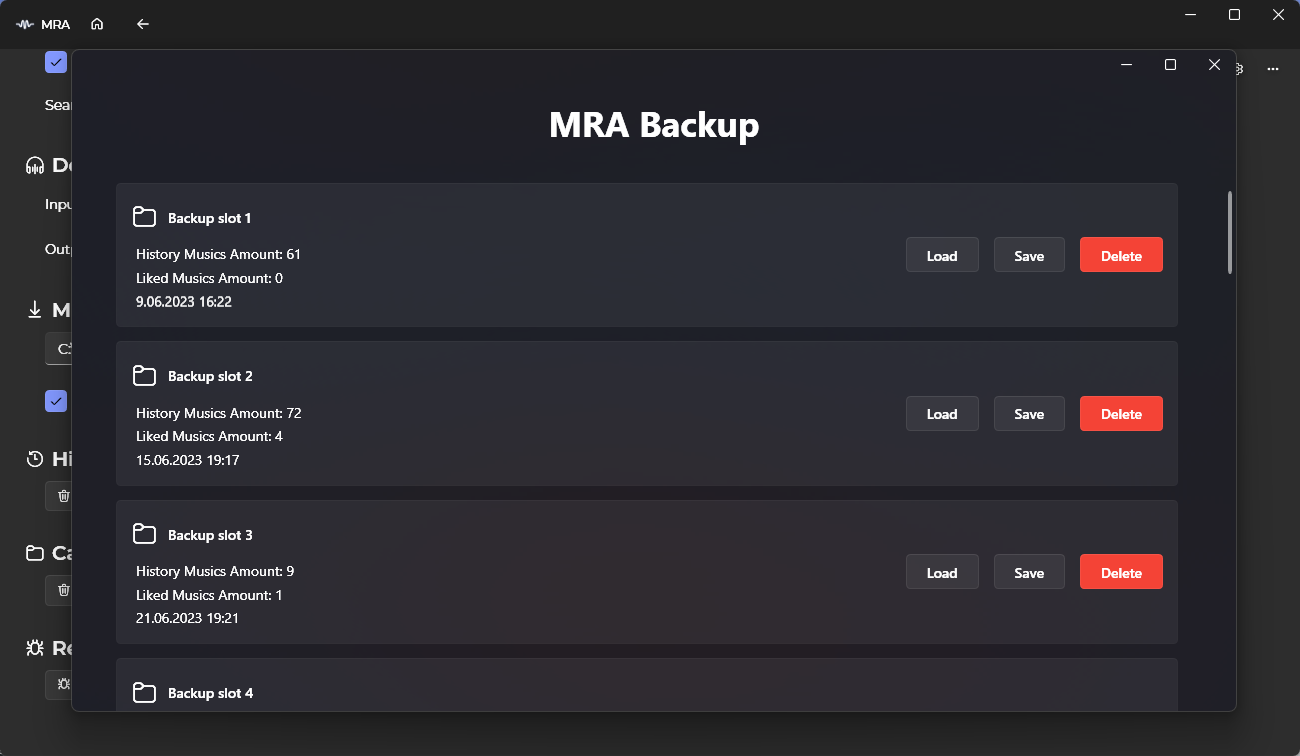 MRA
MRA Backup
Backup slot 1
History Musics Amount: 61
Liked Musics Amount: 0
9.06.2023 16:22
Load Save Delete
Backup slot 2
History Musics Amount: 72
Liked Musics Amount: 4
15.06.2023 19:17
Load Save Delete
Backup slot 3
History Musics Amount: 9
Liked Musics Amount: 1
21.06.2023 19:21
Load Save Delete
Backup slot 4